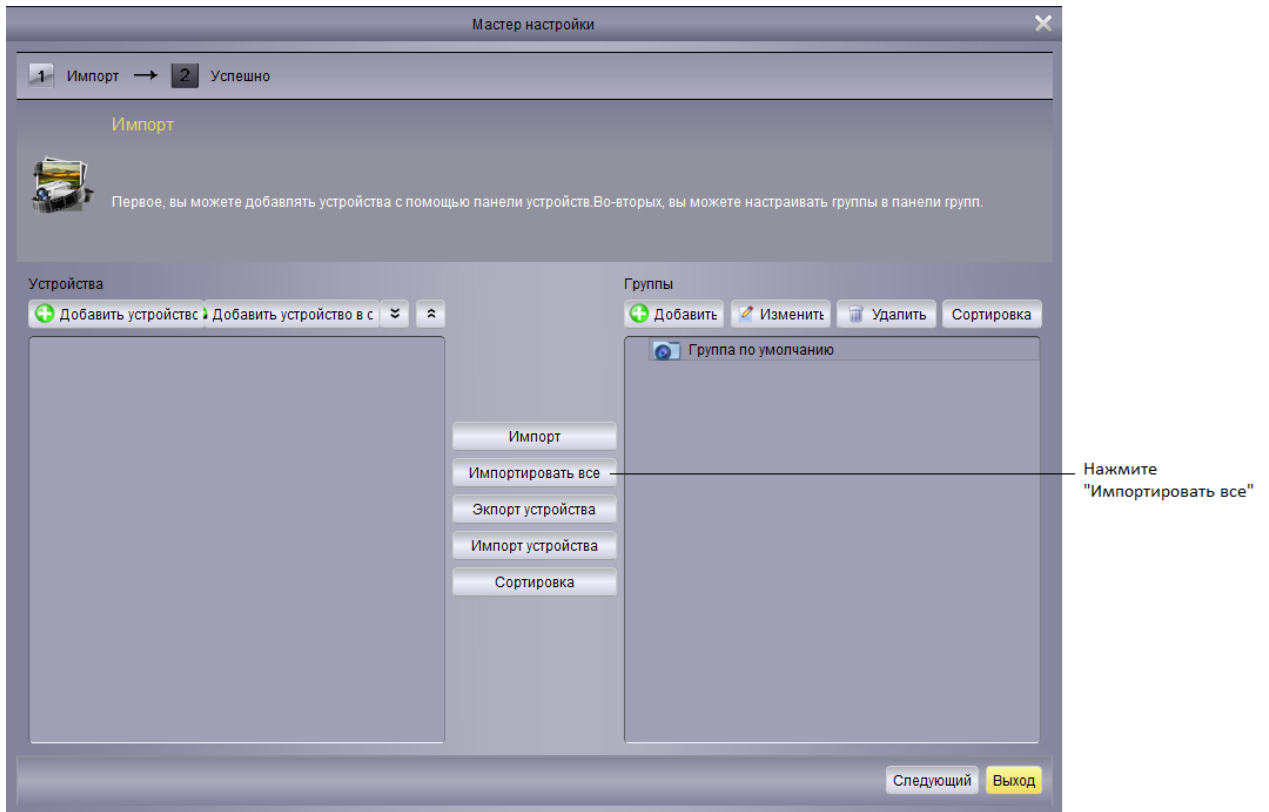 Мастер настройки
1 Импорт → 2 Успешно
Импорт
Первое, вы можете добавлять устройства с помощью панели устройств.Во-вторых, вы можете настраивать группы в панели групп.
Устройства
Добавить устройствс Добавить устройство в с
Группы
Добавить Изменить Удалить Сортировка
Группа по умолчанию
Импорт
Импортировать все
Экпорт устройства
Импорт устройства
Сортировка
Нажмите
"Импортировать все"
Следующий Выход